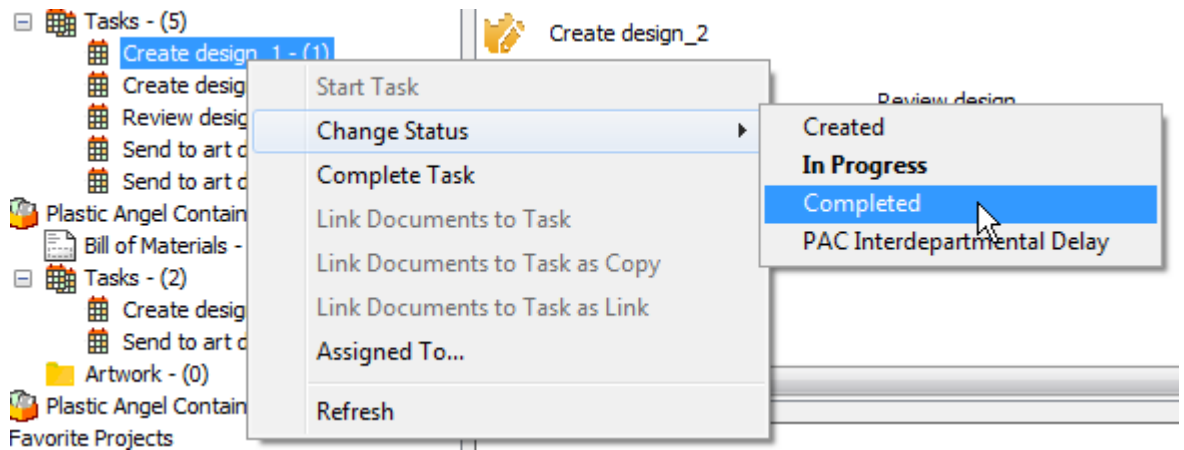 Tasks - (5)
Create design_1 - (1)
Create desig
Review desig
Send to art d
Send to art d
Plastic Angel Contain
Bill of Materials -
Tasks - (2)
Create desig
Send to art d
Artwork - (0)
Plastic Angel Contain
Favorite Projects
Start Task
Change Status
Complete Task
Link Documents to Task
Link Documents to Task as Copy
Link Documents to Task as Link
Assigned To...
Refresh
Create design_2
Review design
Created
In Progress
Completed
PAC Interdepartmental Delay